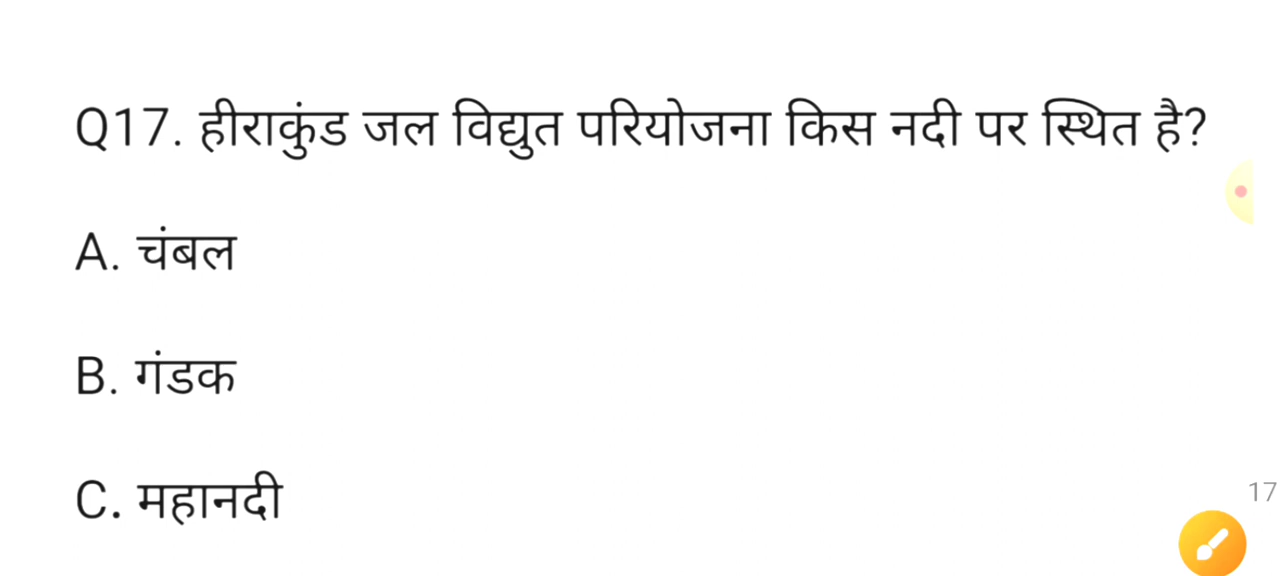 Q17. हीराकुंड जल विद्युत परियोजना किस नदी पर स्थित है?
A. चंबल
B. गंडक
C. महानदी
17